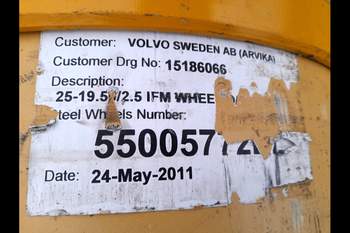 Customer: VOLVO SWEDEN AB (ARVIKA)
Customer Drg No: 15186066
Description:
25-19.5 /2.5 IFM WHEE
teel Wheels Number:
5500572
Date: 24-May-2011